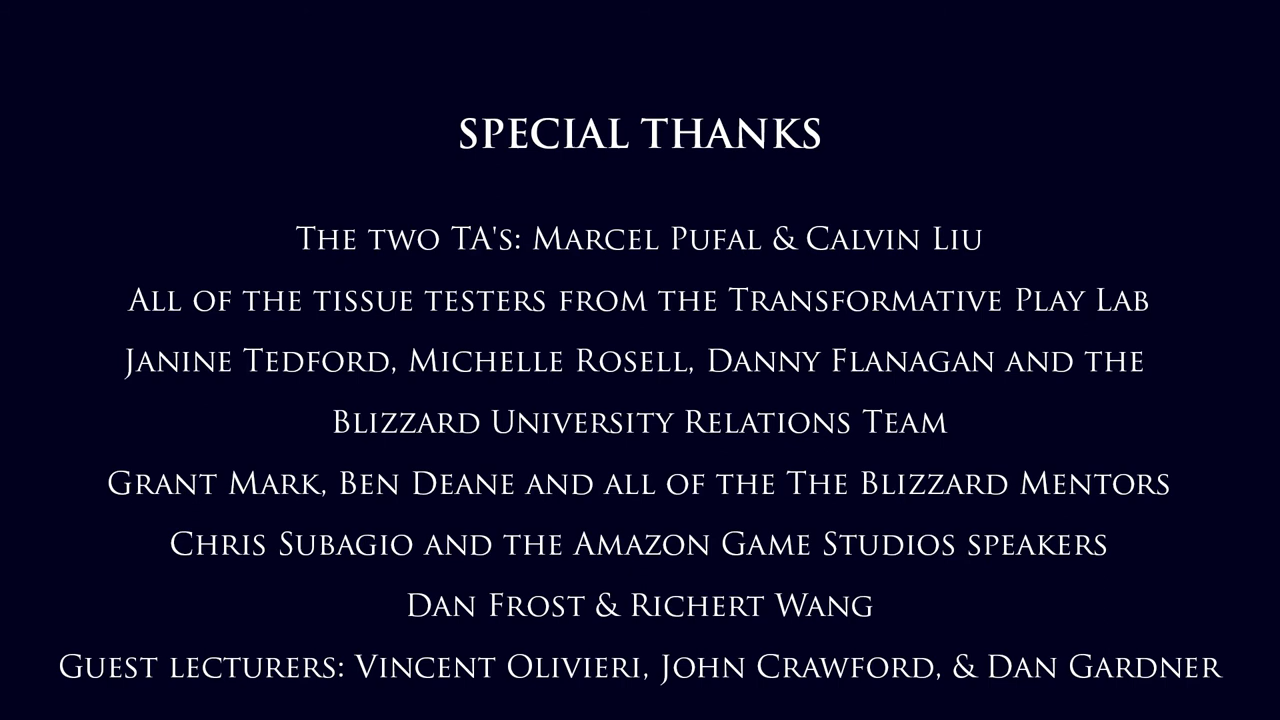 SPECIAL THANKS
THE TWO TA'S: MARCEL PUFAL & CALVIN LIU
ALL OF THE TISSUE TESTERS FROM THE TRANSFORMATIVE PLAY LAB
JANINE TEDFORD, MICHELLE ROSELL, DANNY FLANAGAN AND THE
BLIZZARD UNIVERSITY RELATIONS TEAM
GRANT MARK, BEN DEANE AND ALL OF THE THE BLIZZARD MENTORS
CHRIS SUBAGIO AND THE AMAZON GAME STUDIOS SPEAKERS
DAN FROST & RICHERT WANG
GUEST LECTURERS: VINCENT OLIVIERI, JOHN CRAWFORD, & DAN GARDNER